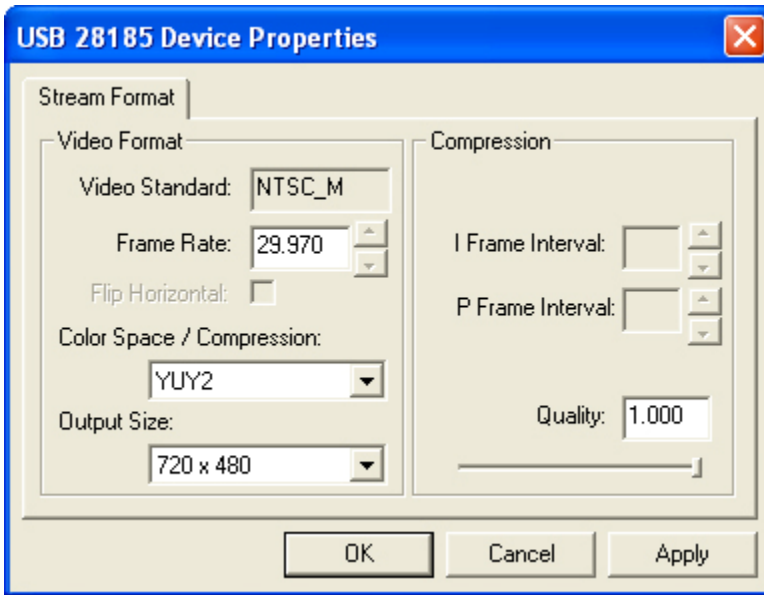 USB 28185 Device Properties
Stream Format
Video Format
Video Standard: NTSC_M
Frame Rate: 29.970
Flip Horizontal:
Color Space / Compression:
YUY2
Output Size:
720 x 480
Compression
I Frame Interval:
P Frame Interval:
Quality: 1.000
OK Cancel Apply